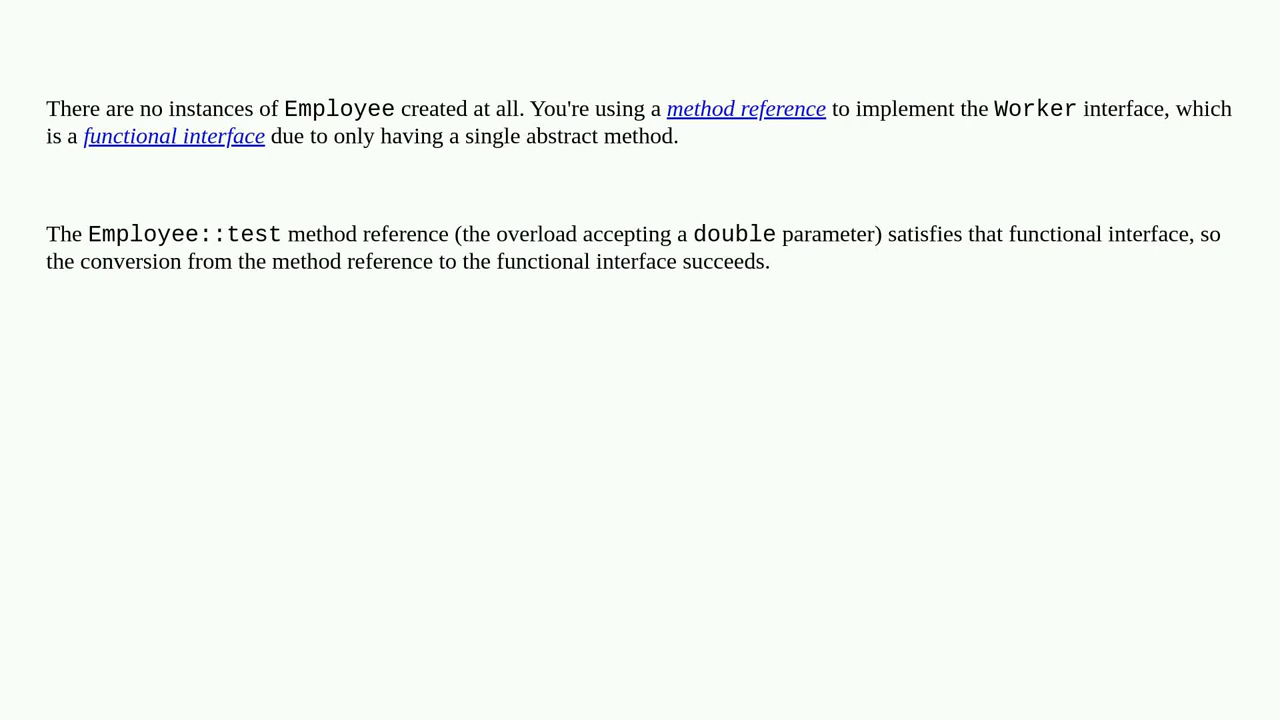 There are no instances of Employee created at all. You're using a method reference to implement the Worker interface, which
is a functional interface due to only having a single abstract method.
The Employee::test method reference (the overload accepting a double parameter) satisfies that functional interface, so
the conversion from the method reference to the functional interface succeeds.